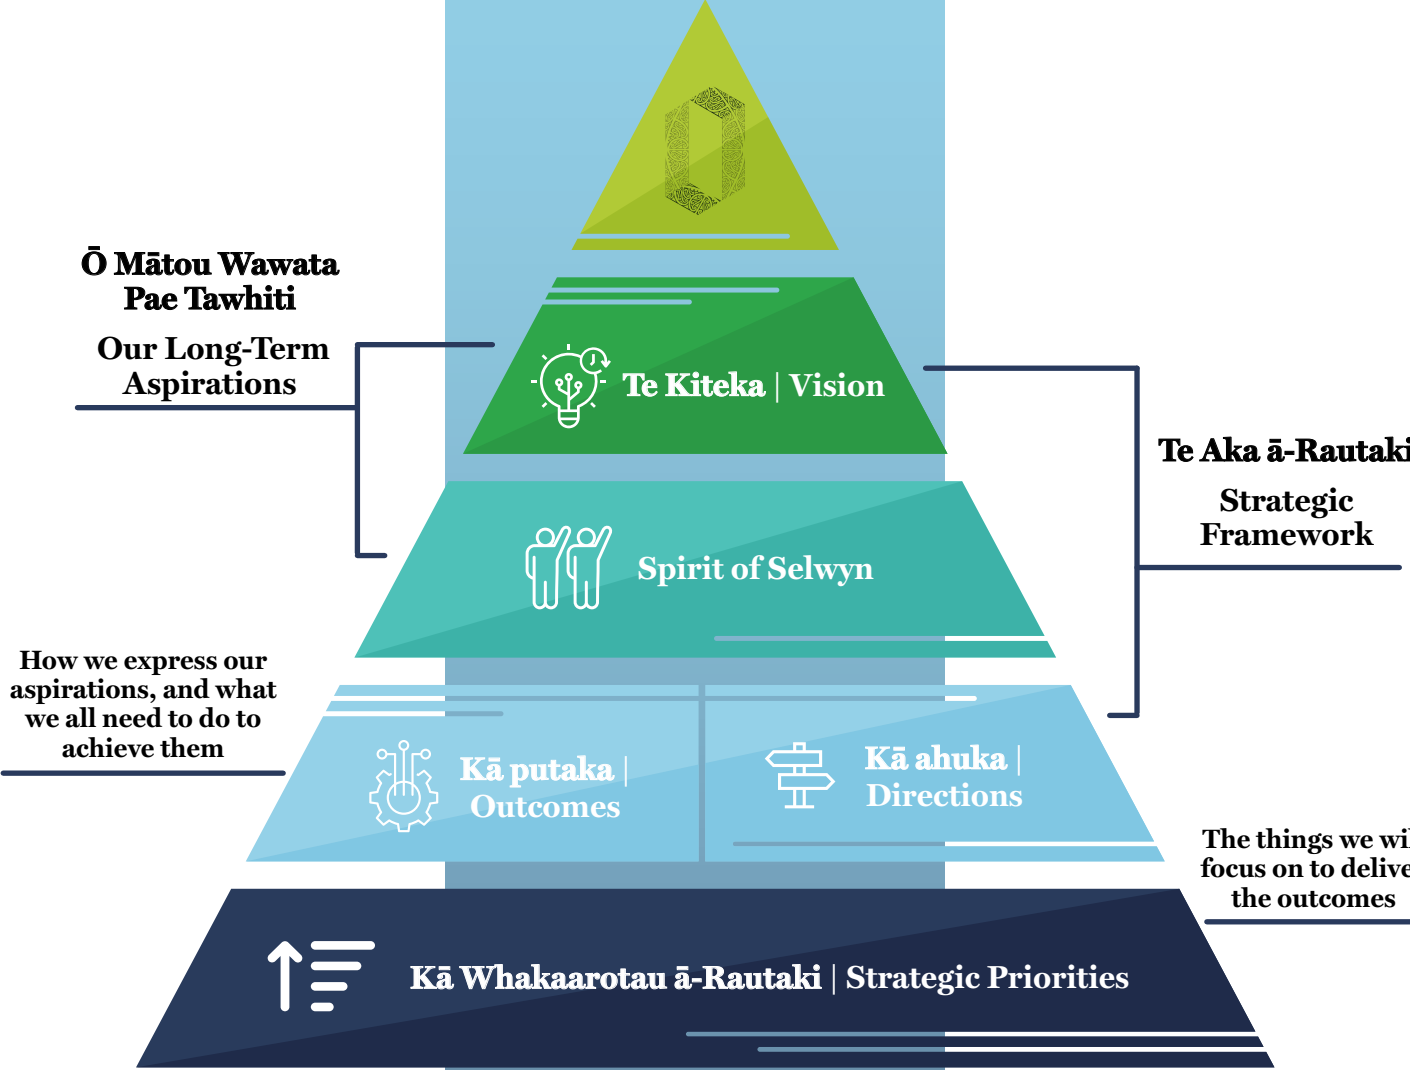 Ō Mātou Wawata
Pae Tawhiti
Our Long-Term
Aspirations
Te Kiteka | Vision
Te Aka ā-Rautaki
Strategic
Framework
Spirit of Selwyn
How we express our
aspirations, and what
we all need to do to
achieve them
Kā putaka |
Outcomes
Kā ahuka |
Directions
The things we wil
focus on to delive
the outcomes
Kā Whakaarotau ā-Rautaki | Strategic Priorities